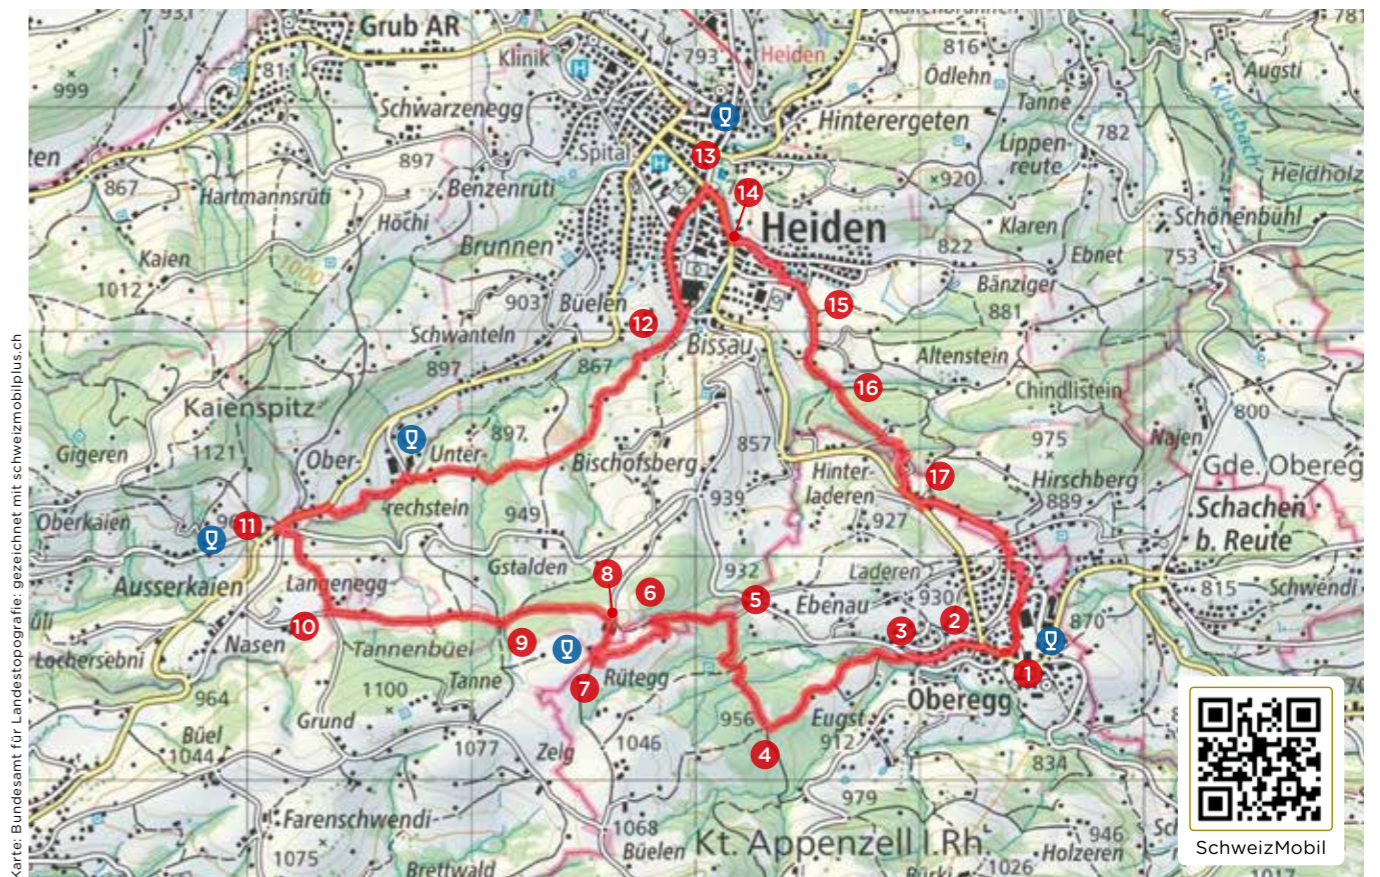 Karte: Bundesamt für Landestopografie; gezeichnet mit schweizmobilplus.ch
Grub AR
Klinik
793
Heiden
816
Augsti
Ödlehn
999
81
Schwarzenegg
Tanne
Klusbach
Hinterergeten
782
ten
897
Spital
13
Lippen-
reute
867
Hartmannsrüti
Benzenrüti
14
920
Heldholz
Höchi
Brunnen
Heiden
Klaren
Schönenbühl
822
Ebnet
753
Kaien
1000
1012
903
Büelen
Bänziger
15
881
12
Schwanteln
Bissau
Altenstein
897
867
16
Chindlistein
Kaienspitz
800
1121
897
857
975
Najen
Gigeren
Ober-
Unter-
Bischofsberg
Hinter-
laderen
17
Hirschberg
Gde. Obereg
889
939
rechstein
Schachen
b. Reute
Oberkaien
11
949
927
Gstalden
932
Laderen
Ausserkaien
Langenegg
8
6
5
Ebenau
930
815
Schwendi
üli
10
9
3
2
870
Nasen
Tannenbüel
Lochersebni
Rütegg
1
7
964
1100
Tanne
Oberegg
956
Eugst
Grund
4
912
Büel
1044
1077
Zelg
1046
834
979
Farenschwendi
1068
Büelen
Kt. Appenzell I.Rh.
946
Holzeren
1075
Brettwald
1026
SchweizMobil